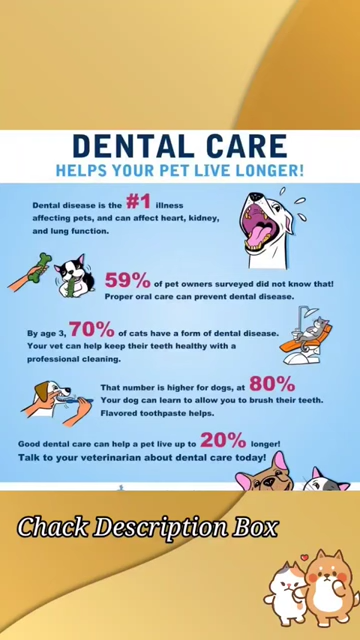 DENTAL CARE
HELPS YOUR PET LIVE LONGER!
Dental disease is the #1 illness
affecting pets, and can affect heart, kidney,
and lung function.
59% of pet owners surveyed did not know that!
Proper oral care can prevent dental disease.
By age 3, 70% of cats have a form of dental disease.
Your vet can help keep their teeth healthy with a
professional cleaning.
That number is higher for dogs, at 80%
Your dog can learn to allow you to brush their teeth.
Flavored toothpaste helps.
Good dental care can help a pet live up to 20% longer!
Talk to your veterinarian about dental care today!
Chack Description Box